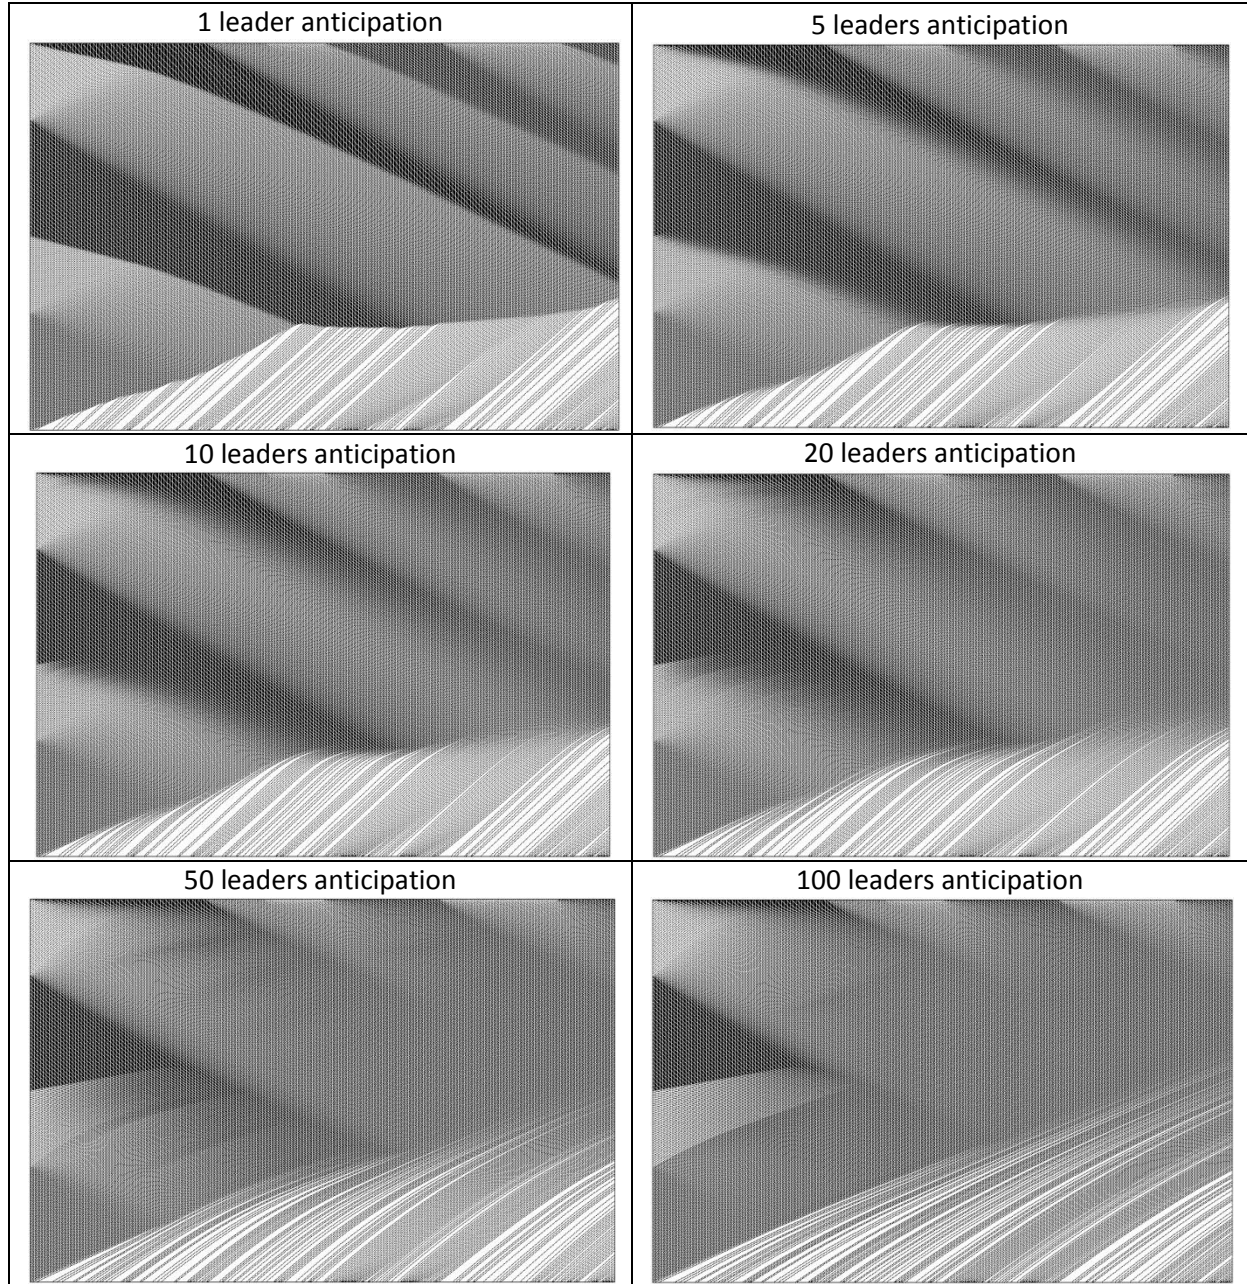 1 leader anticipation
5 leaders anticipation
10 leaders anticipation
20 leaders anticipation
50 leaders anticipation
100 leaders anticipation